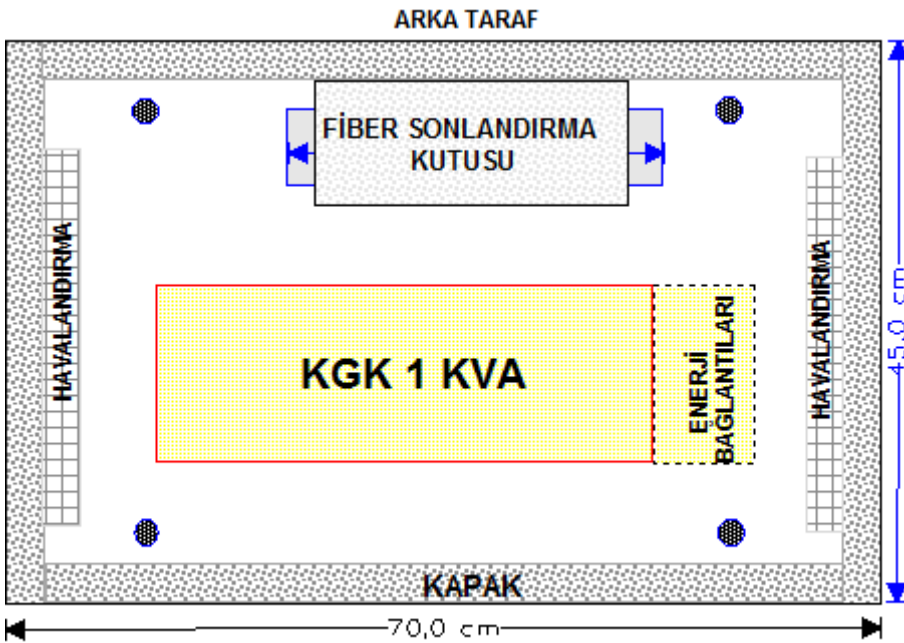 ARKA TARAF
FİBER SONLANDIRMA
KUTUSU
HAVALANDIRMA
KGK 1 KVA
ENERJİ
BAĞLANTILARI
HAVALANDIRMA
45,0 cm
KAPAK
70,0 cm